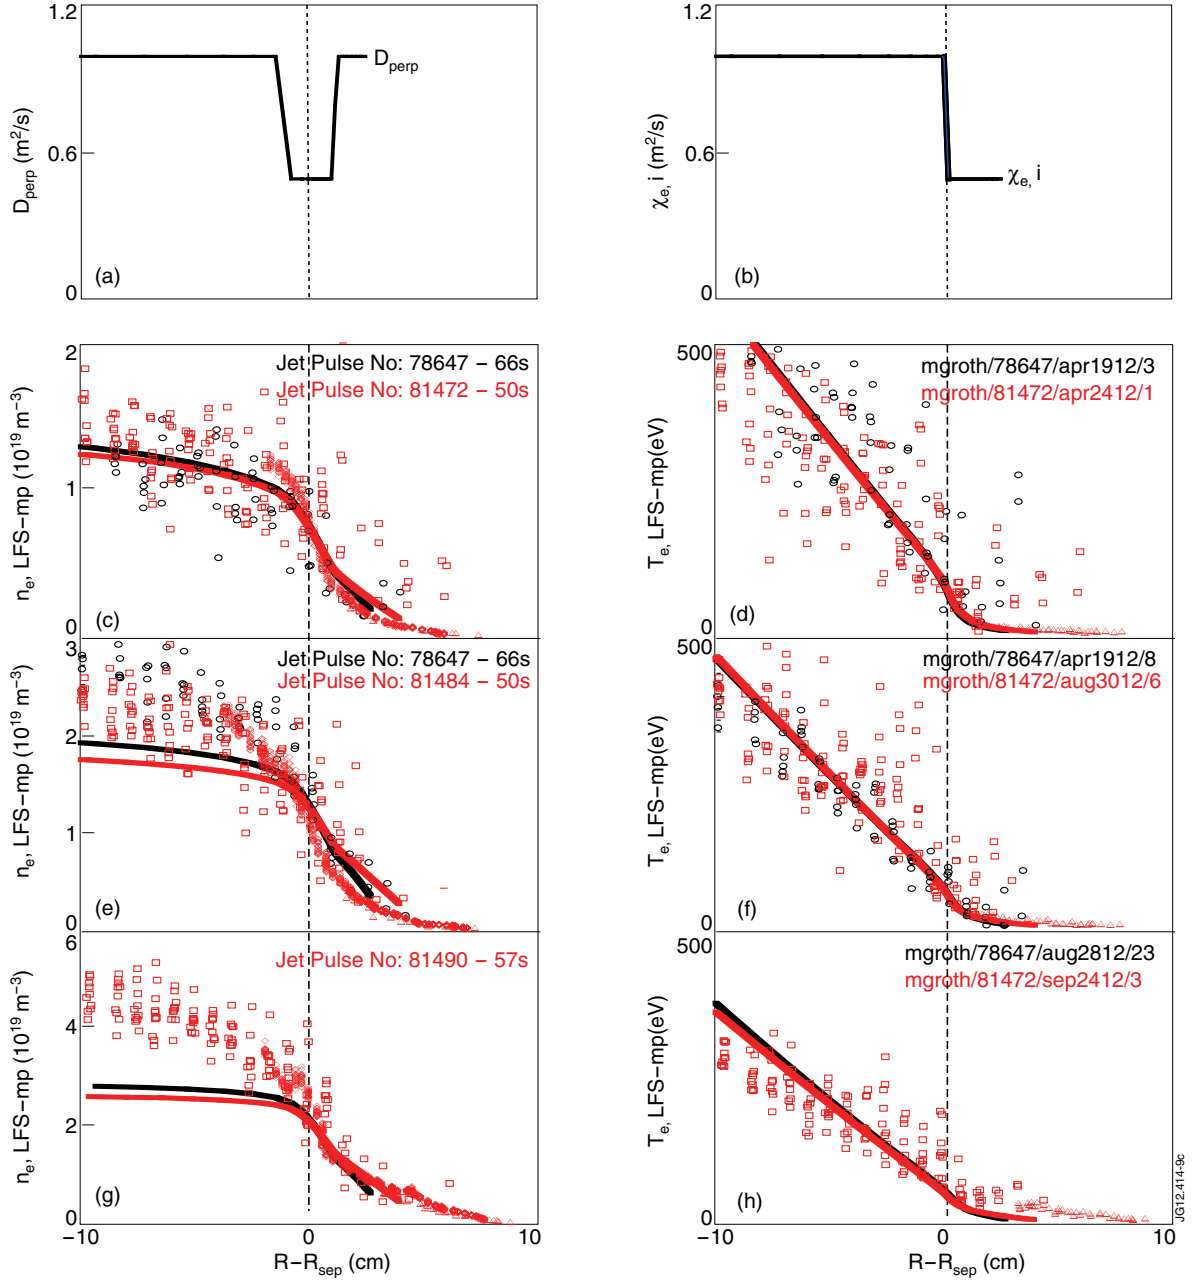 1.2
D_perp
D_perp (m²/s)
0.6
(a)
0
1.2
χ_e, i (m²/s)
0.6
χ_e, i
(b)
0
2
Jet Pulse No: 78647 – 66s
Jet Pulse No: 81472 – 50s
n_e, LFS–mp (10¹⁹ m⁻³)
1
(c)
0
500
mgroth/78647/apr1912/3
mgroth/81472/apr2412/1
T_e, LFS–mp(eV)
(d)
0
3
Jet Pulse No: 78647 – 66s
Jet Pulse No: 81484 – 50s
n_e, LFS–mp (10¹⁹ m⁻³)
2
1
(e)
0
500
mgroth/78647/apr1912/8
mgroth/81472/aug3012/6
T_e, LFS–mp(eV)
(f)
0
6
Jet Pulse No: 81490 – 57s
n_e, LFS–mp (10¹⁹ m⁻³)
4
2
(g)
0
–10
0
10
R–R_sep (cm)
500
mgroth/78647/aug2812/23
mgroth/81472/sep2412/3
T_e, LFS–mp(eV)
(h)
0
–10
0
10
R–R_sep (cm)
JG12.414-9c